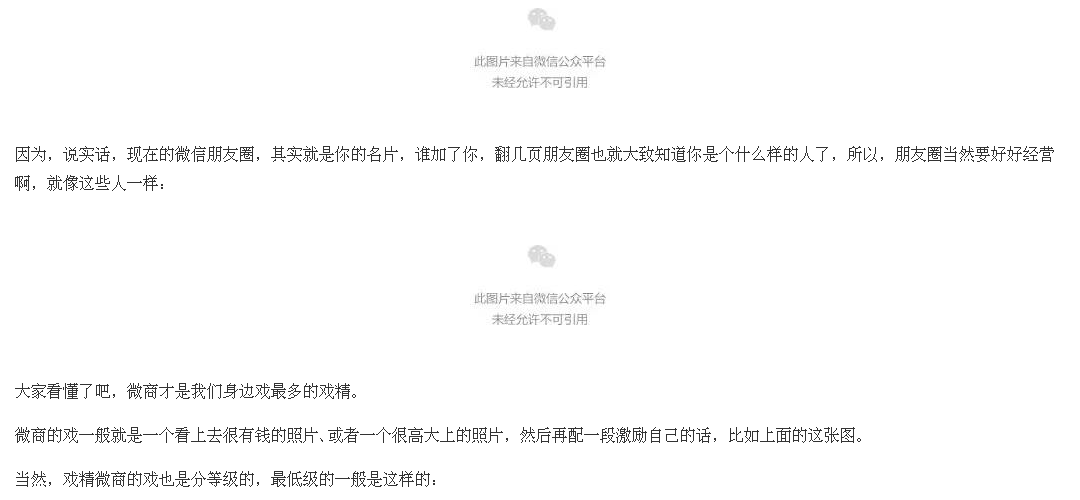 此图片来自微信公众平台
未经允许不可引用
因为，说实话，现在的微信朋友圈，其实就是你的名片，谁加了你，翻几页朋友圈也就大致知道你是个什么样的人了，所以，朋友圈当然要好好经营
啊，就像这些人一样：
此图片来自微信公众平台
未经允许不可引用
大家看懂了吧，微商才是我们身边戏最多的戏精。
微商的戏一般就是一个看上去很有钱的照片、或者一个很高大上的照片，然后再配一段激励自己的话，比如上面的这张图。
当然，戏精微商的戏也是分等级的，最低级的一般是这样的：